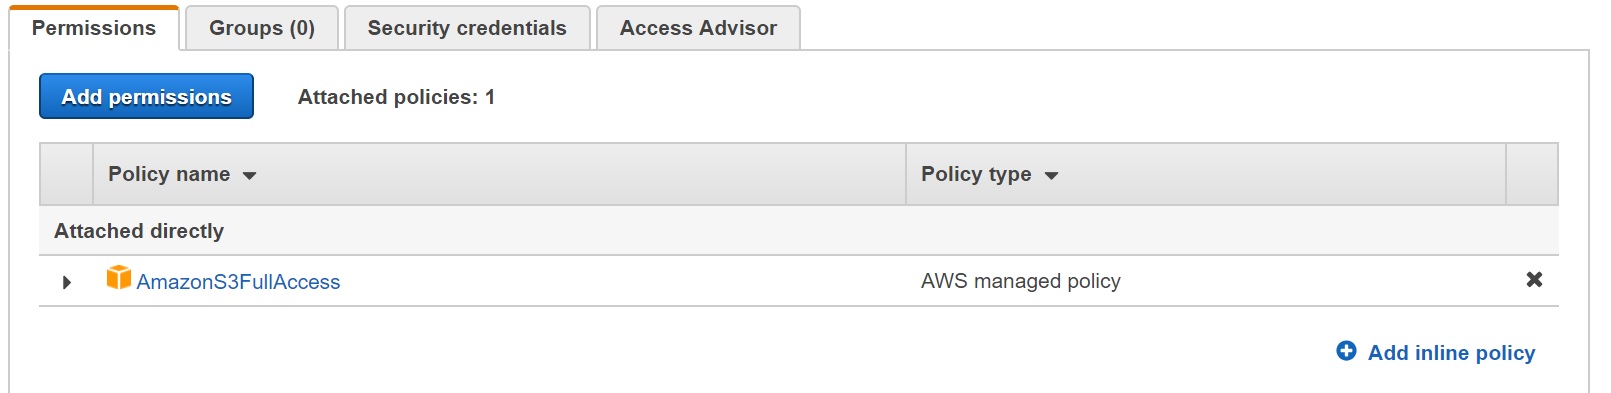 Permissions Groups (0) Security credentials Access Advisor
Add permissions Attached policies: 1
Policy name Policy type
Attached directly
AmazonS3FullAccess AWS managed policy
Add inline policy